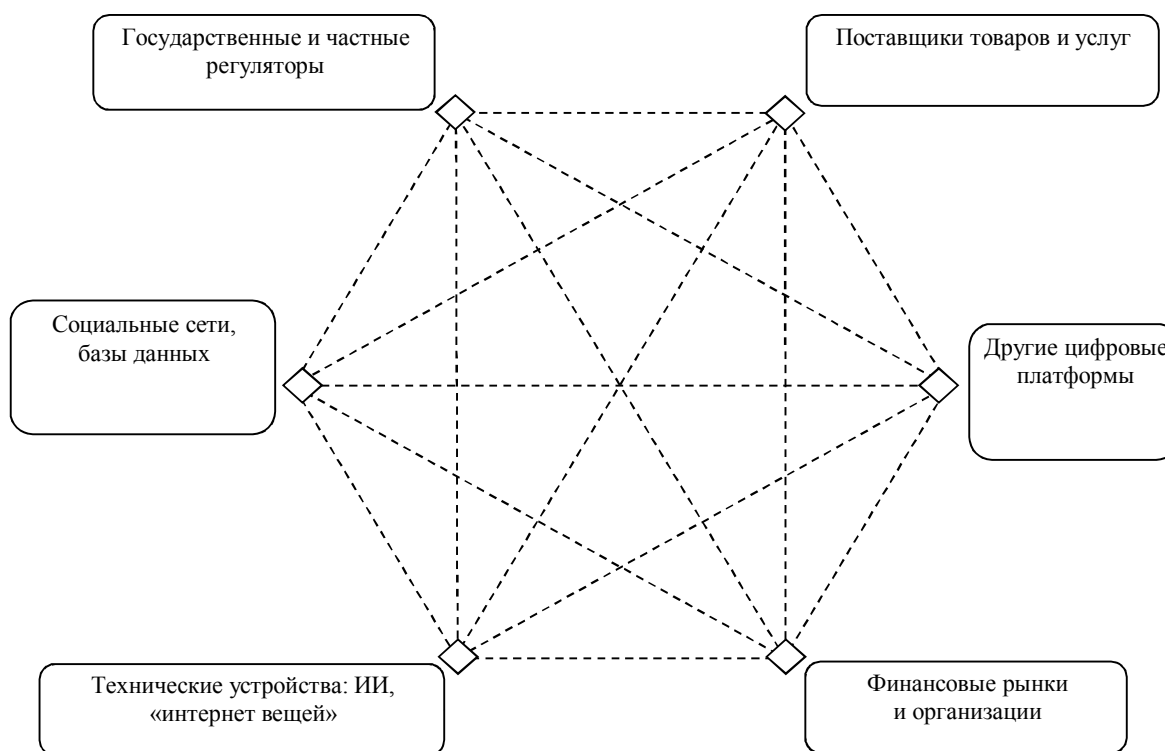 Государственные и частные
регуляторы
Поставщики товаров и услуг
Социальные сети,
базы данных
Другие цифровые
платформы
Технические устройства: ИИ,
«интернет вещей»
Финансовые рынки
и организации